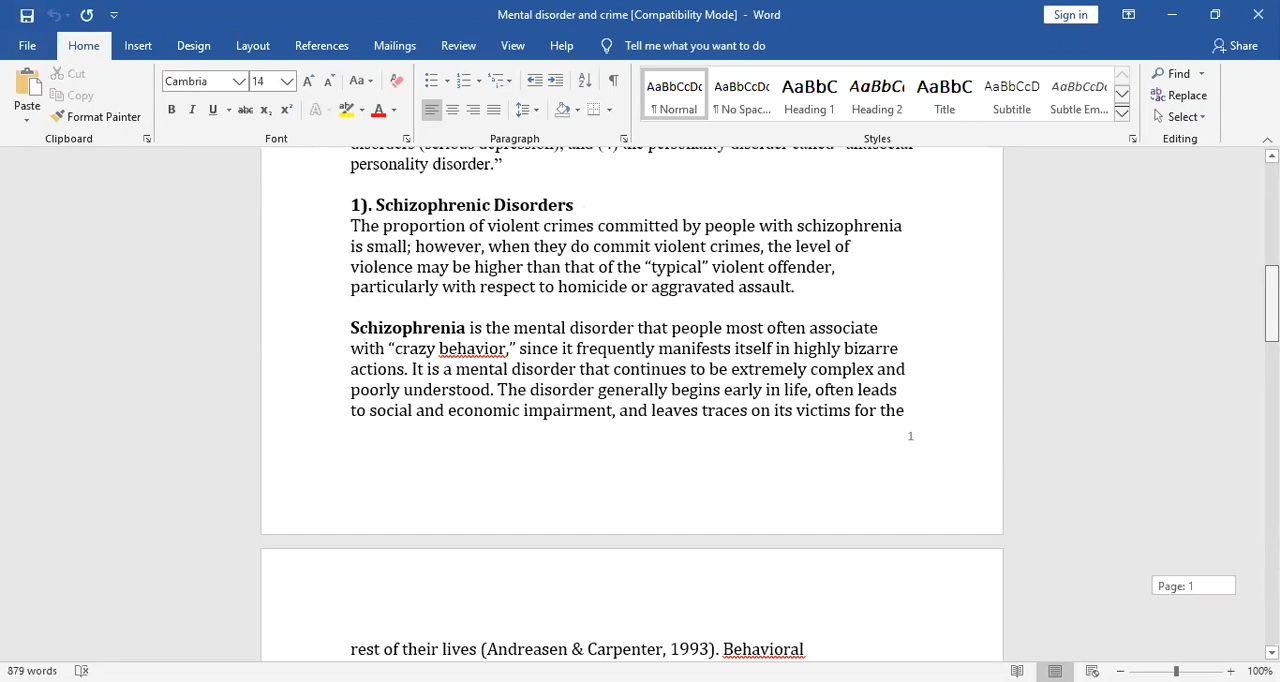 Mental disorder and crime [Compatibility Mode] - Word
Sign in
File Home Insert Design Layout References Mailings Review View Help Tell me what you want to do Share
Paste
Cut
Copy
Format Painter
Clipboard
Cambria 14
B I U abc x₂ x²
Aa
A
Font
Paragraph
AaBbCcDc ¶ Normal
AaBbCcDc ¶ No Spac...
AaBbC Heading 1
AaBbC Heading 2
AaBbC Title
AaBbCcD Subtitle
AaBbCcD Subtle Em...
Styles
Find
Replace
Select
Editing
disorders (serious depression), and (4) the personality disorder called "antisocial
personality disorder.”
1). Schizophrenic Disorders
The proportion of violent crimes committed by people with schizophrenia
is small; however, when they do commit violent crimes, the level of
violence may be higher than that of the “typical” violent offender,
particularly with respect to homicide or aggravated assault.
Schizophrenia is the mental disorder that people most often associate
with “crazy behavior,” since it frequently manifests itself in highly bizarre
actions. It is a mental disorder that continues to be extremely complex and
poorly understood. The disorder generally begins early in life, often leads
to social and economic impairment, and leaves traces on its victims for the
1
Page: 1
rest of their lives (Andreasen & Carpenter, 1993). Behavioral
879 words
100%